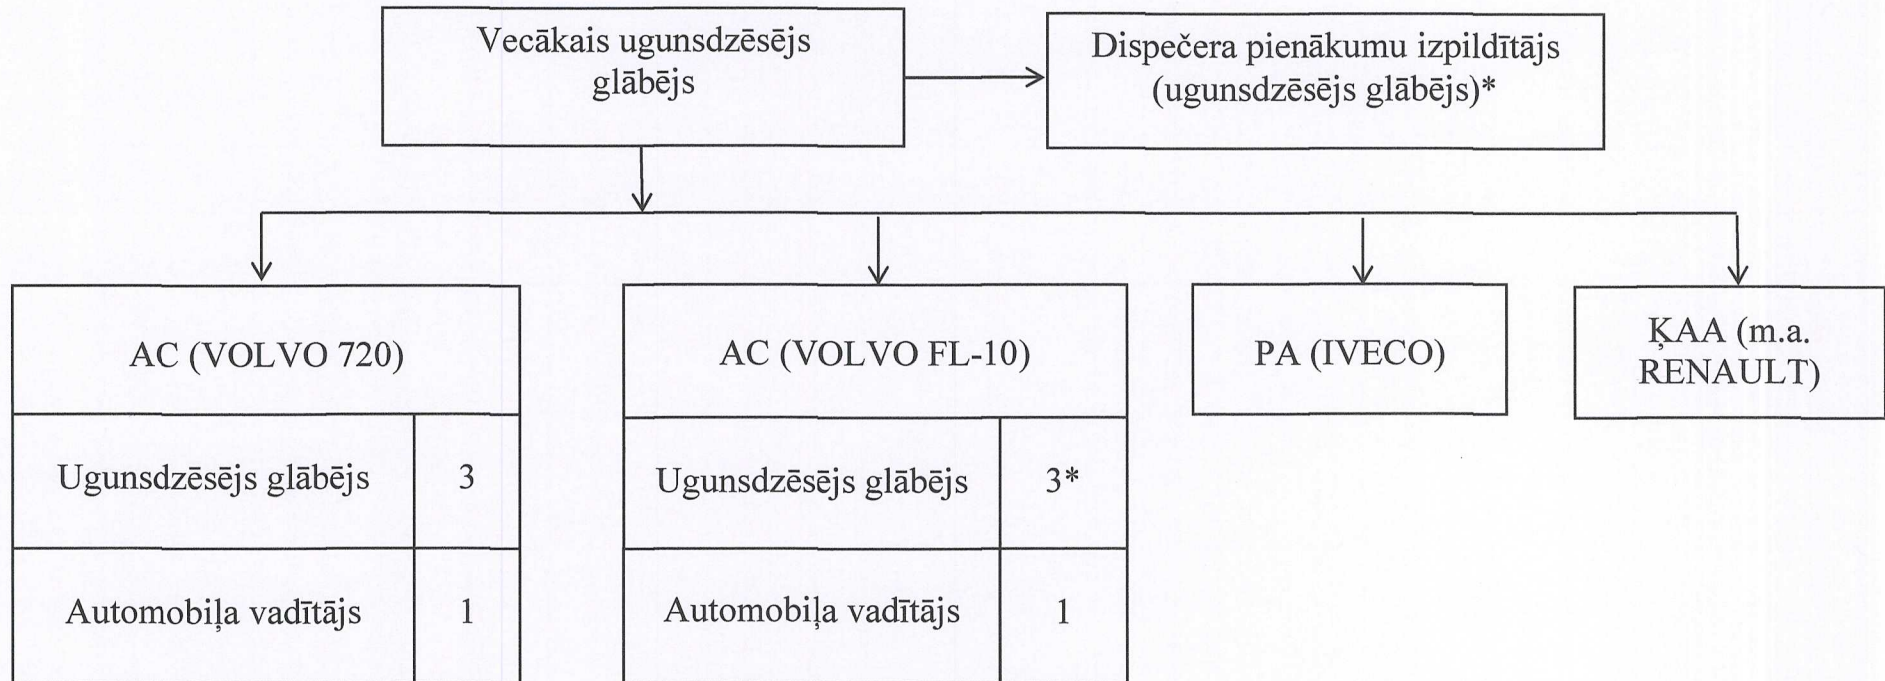 Vecākais ugunsdzēsējs
glābējs
Dispečera pienākumu izpildītājs
(ugunsdzēsējs glābējs)*
AC (VOLVO 720)
Ugunsdzēsējs glābējs 3
Automobiļa vadītājs 1
AC (VOLVO FL-10)
Ugunsdzēsējs glābējs 3*
Automobiļa vadītājs 1
PA (IVECO)
ĶAA (m.a.
RENAULT)